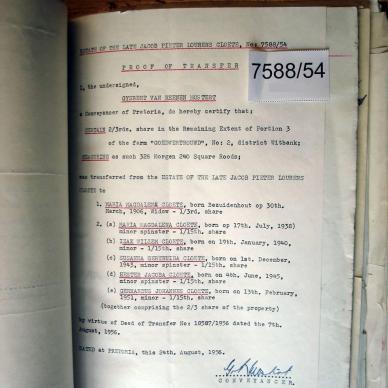 ESTATE OF THE LATE JACOB PIETER LOURENS CLOETE, No: 7588/54
7588/54
PROOF OF TRANSFER
I, the undersigned,
GYSBERT VAN REENEN MOSTERT
a Conveyancer of Pretoria, do hereby certify that;
CERTAIN 2/3rds, share in the Remaining Extent of Portion 3
of the farm "GOEDVERTROUND", No: 2, district Witbank;
MEASURING as such 326 Morgen 240 Square Roods;
was transferred from the ESTATE OF THE LATE JACOB PIETER LOURENS
CLOETE to
1. MARIA MAGDALENA CLOETE, born Bezuidenhout op 30th.
March, 1906, Widow - 1/3rd, share
2. (a) MARIA MAGDALENA CLOETE, born op 17th. July, 1938)
minor spinster - 1/15th. share
(b) IZAK WILLEM CLOETE, born on 19th. January, 1940,
minor - 1/15th. share
(c) SUSANNA GERTRUIDA CLOETE, born on 1st. December,
1943, minor spinster - 1/15th. share
(d) HESTER JACOBA CLOETE, born on 4th. June, 1945,
minor spinster - 1/15th. share
(e) GERHARDUS JOHANNES CLOETE, born on 13th. February,
1951, minor - 1/15th. share
(together comprising the 2/3 share of the property)
By virtue of Deed of Transfer No: 18587/1956 dated the 7th.
August, 1956.
DATED at PRETORIA, this 24th. August, 1956.
CONVEYANCER.